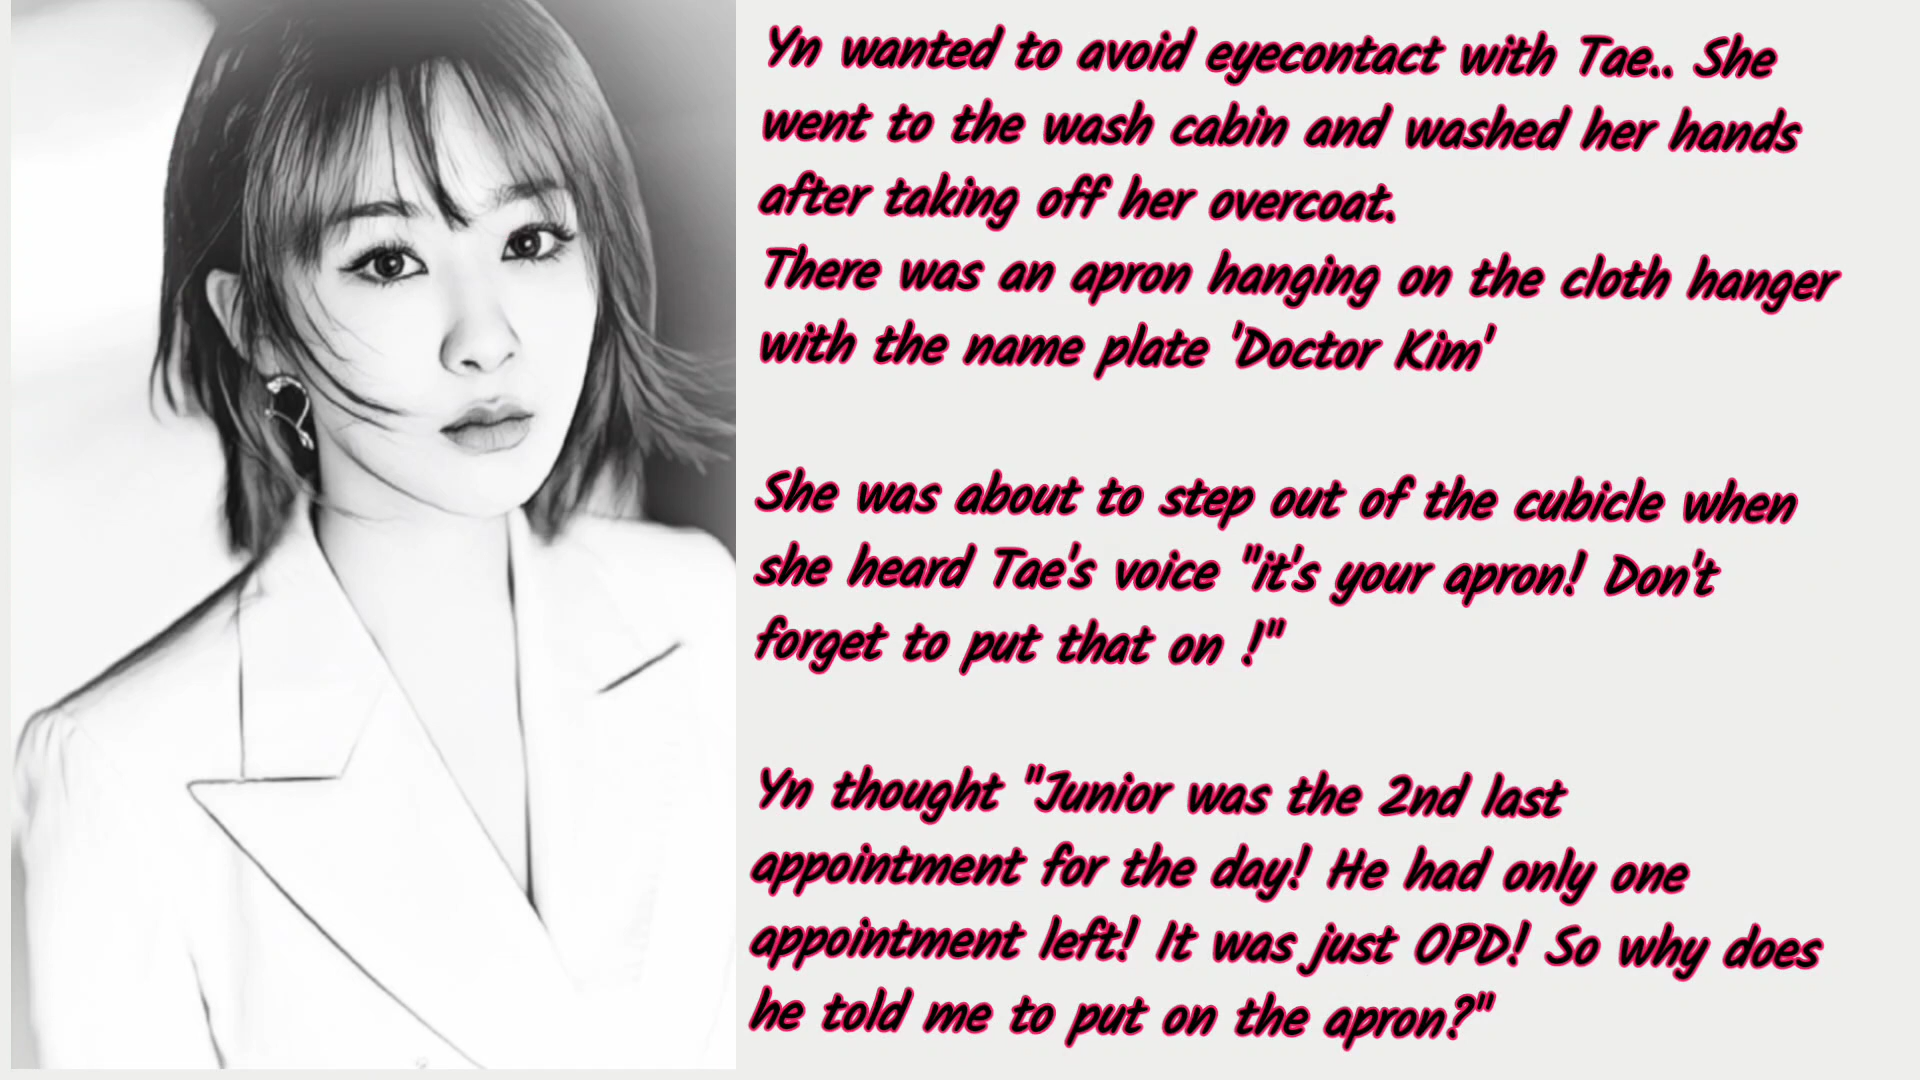 Yn wanted to avoid eyecontact with Tae.. She
went to the wash cabin and washed her hands
after taking off her overcoat.
There was an apron hanging on the cloth hanger
with the name plate 'Doctor Kim'
She was about to step out of the cubicle when
she heard Tae's voice "it's your apron! Don't
forget to put that on !"
Yn thought "Junior was the 2nd last
appointment for the day! He had only one
appointment left! It was just OPD! So why does
he told me to put on the apron?"